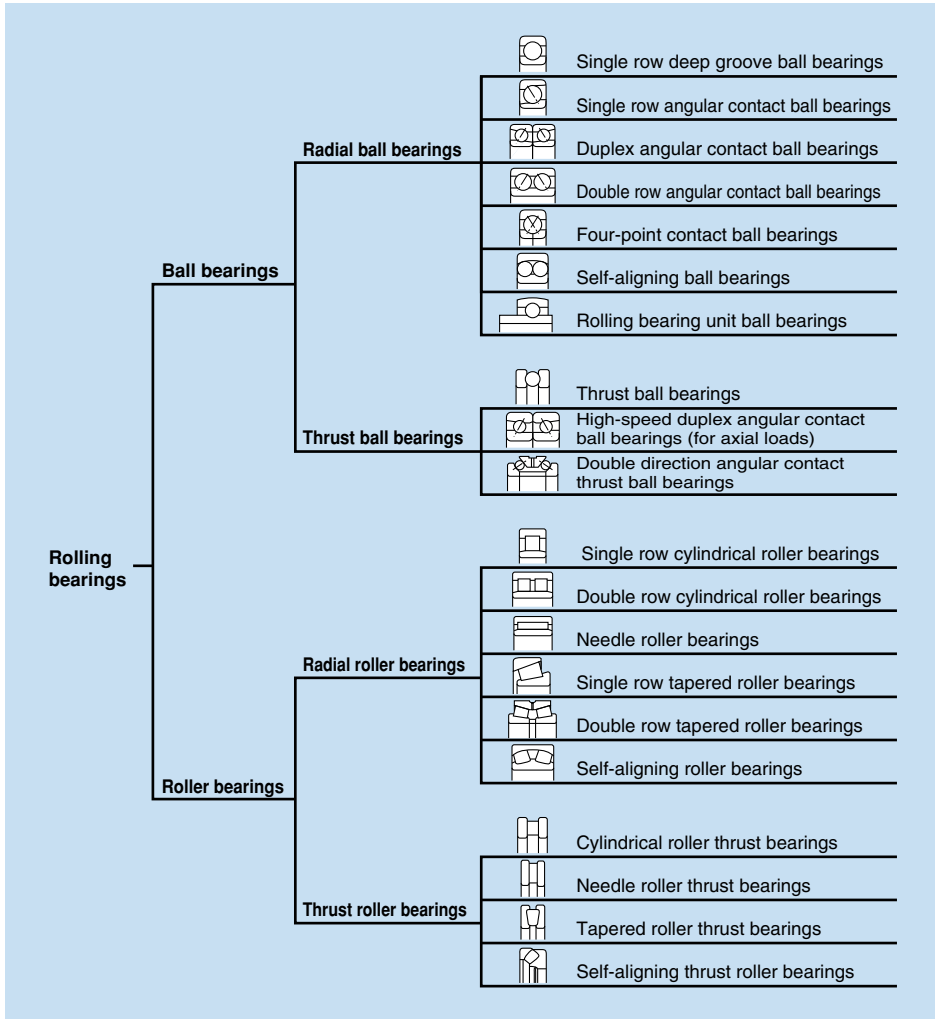 Single row deep groove ball bearings
Single row angular contact ball bearings
Radial ball bearings
Duplex angular contact ball bearings
Double row angular contact ball bearings
Four-point contact ball bearings
Ball bearings
Self-aligning ball bearings
Rolling bearing unit ball bearings
Thrust ball bearings
Thrust ball bearings
High-speed duplex angular contact
ball bearings (for axial loads)
Double direction angular contact
thrust ball bearings
Rolling
bearings
Single row cylindrical roller bearings
Double row cylindrical roller bearings
Needle roller bearings
Radial roller bearings
Single row tapered roller bearings
Double row tapered roller bearings
Self-aligning roller bearings
Roller bearings
Cylindrical roller thrust bearings
Needle roller thrust bearings
Thrust roller bearings
Tapered roller thrust bearings
Self-aligning thrust roller bearings